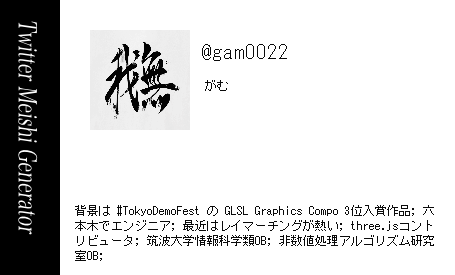 Twitter Meishi Generator
我無
@gam0022
がむ
背景は #TokyoDemoFest の GLSL Graphics Compo 3位入賞作品; 六
本木でエンジニア; 最近はレイマーチングが熱い; three.jsコント
リビュータ; 筑波大学情報科学類OB; 非数値処理アルゴリズム研究
室OB;